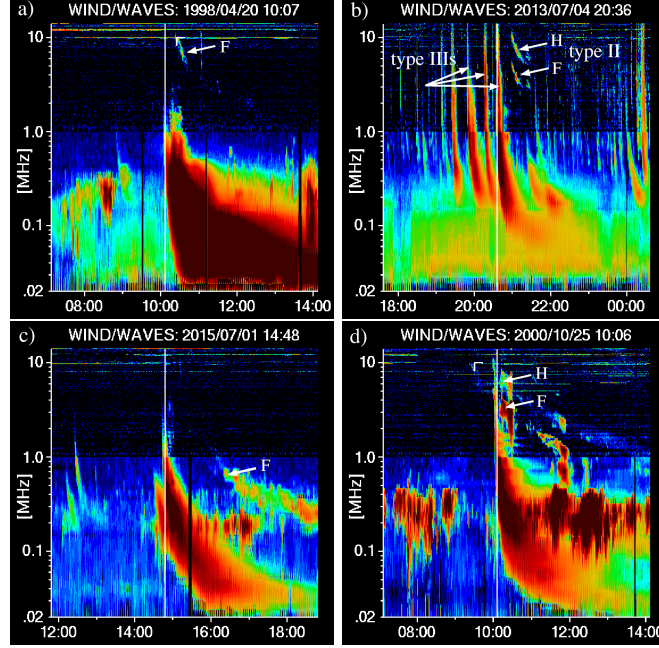 a) WIND/WAVES: 1998/04/20 10:07
10
F
1.0
[MHz]
0.1
.02
08:00 10:00 12:00 14:00
b) WIND/WAVES: 2013/07/04 20:36
10
H
type II
type IIIs
F
1.0
[MHz]
0.1
.02
18:00 20:00 22:00 00:00
c) WIND/WAVES: 2015/07/01 14:48
10
1.0
F
[MHz]
0.1
.02
12:00 14:00 16:00 18:00
d) WIND/WAVES: 2000/10/25 10:06
10
H
F
1.0
[MHz]
0.1
.02
08:00 10:00 12:00 14:00